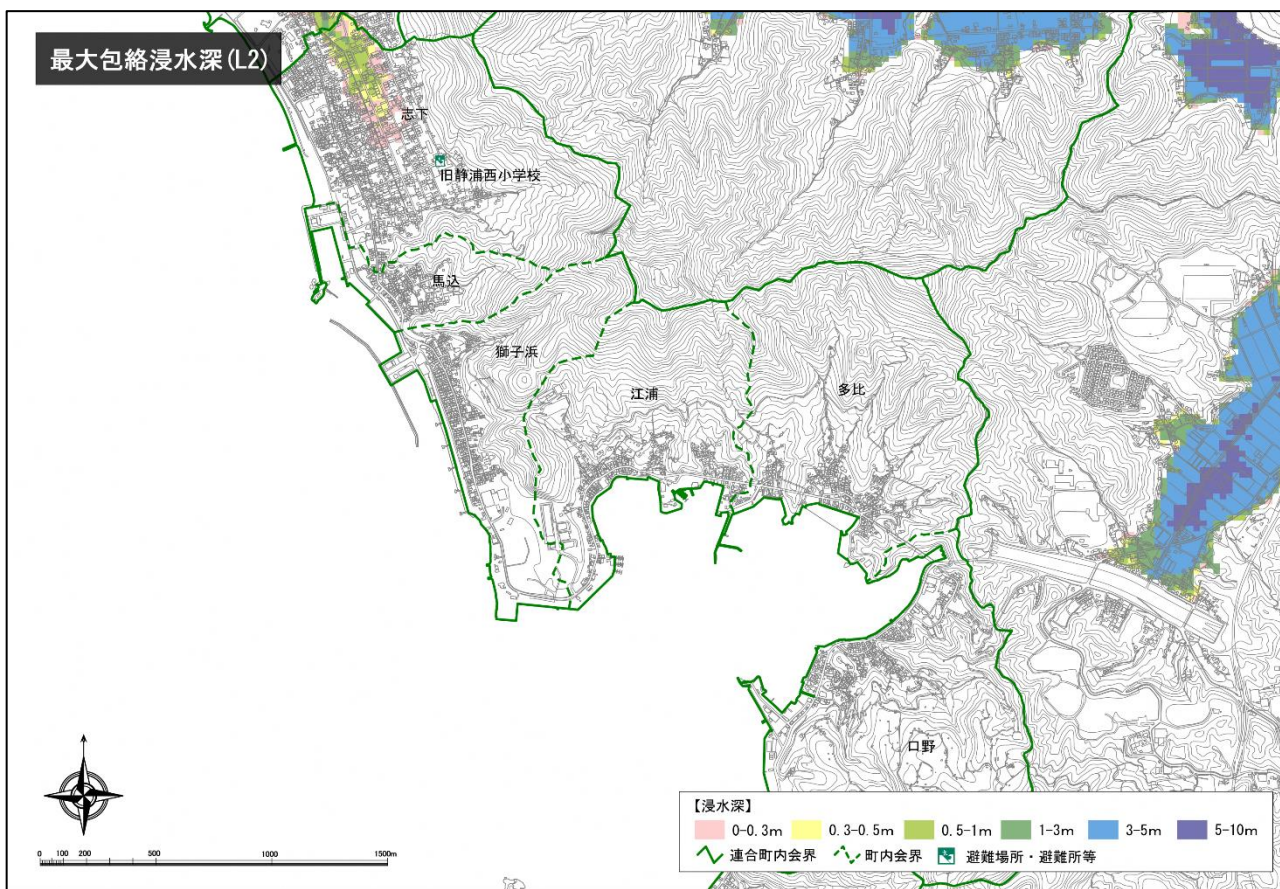 最大包絡浸水深(L2)
志下
旧静浦西小学校
馬込
獅子浜
江浦
多比
口野
【浸水深】
0-0.3m 0.3-0.5m 0.5-1m 1-3m 3-5m 5-10m
連合町内会界 町内会界 避難場所・避難所等
0 100 200 500 1000 1500m